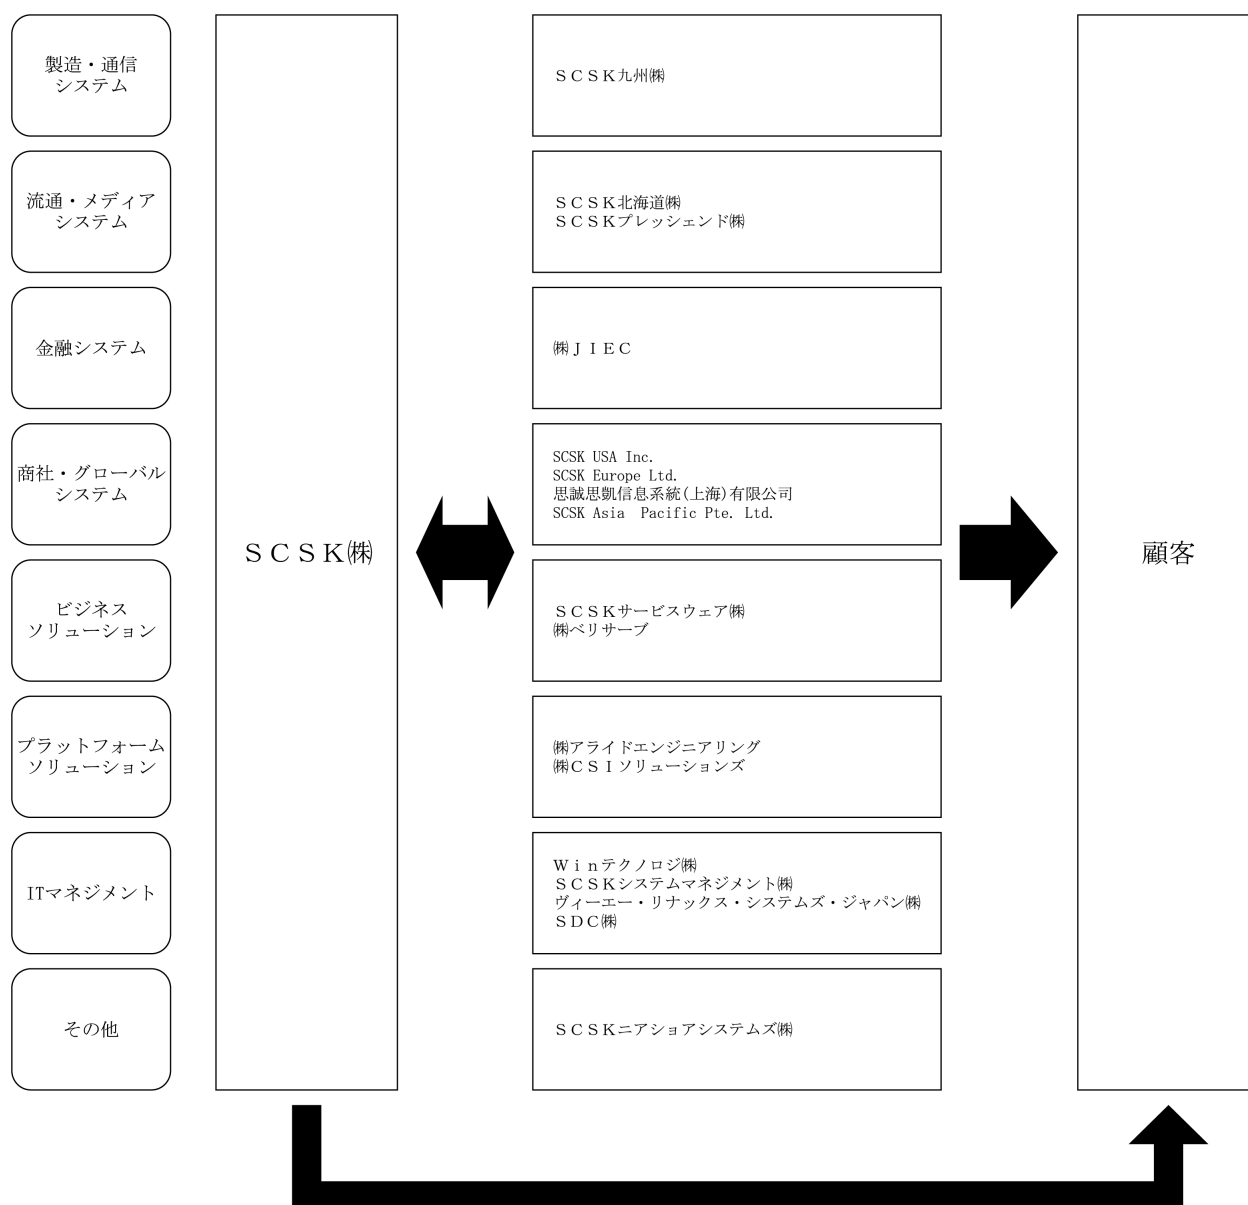 製造・通信
システム
ＳＣＳＫ九州㈱
流通・メディア
システム
ＳＣＳＫ北海道㈱
ＳＣＳＫプレッシェンド㈱
金融システム
㈱ＪＩＥＣ
商社・グローバル
システム
SCSK USA Inc.
SCSK Europe Ltd.
思誠思凱信息系統(上海)有限公司
SCSK Asia　Pacific Pte. Ltd.
ＳＣＳＫ㈱
顧客
ビジネス
ソリューション
ＳＣＳＫサービスウェア㈱
㈱ベリサーブ
プラットフォーム
ソリューション
㈱アライドエンジニアリング
㈱ＣＳＩソリューションズ
ITマネジメント
Ｗｉｎテクノロジ㈱
ＳＣＳＫシステムマネジメント㈱
ヴィーエー・リナックス・システムズ・ジャパン㈱
ＳＤＣ㈱
その他
ＳＣＳＫニアショアシステムズ㈱